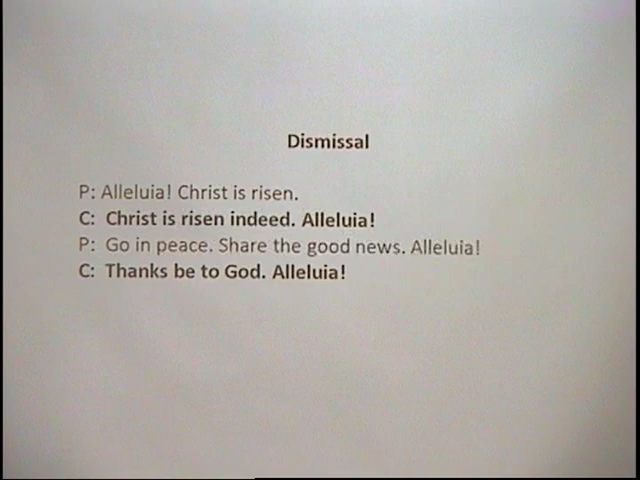 Dismissal
P: Alleluia! Christ is risen.
C: Christ is risen indeed. Alleluia!
P: Go in peace. Share the good news. Alleluia!
C: Thanks be to God. Alleluia!